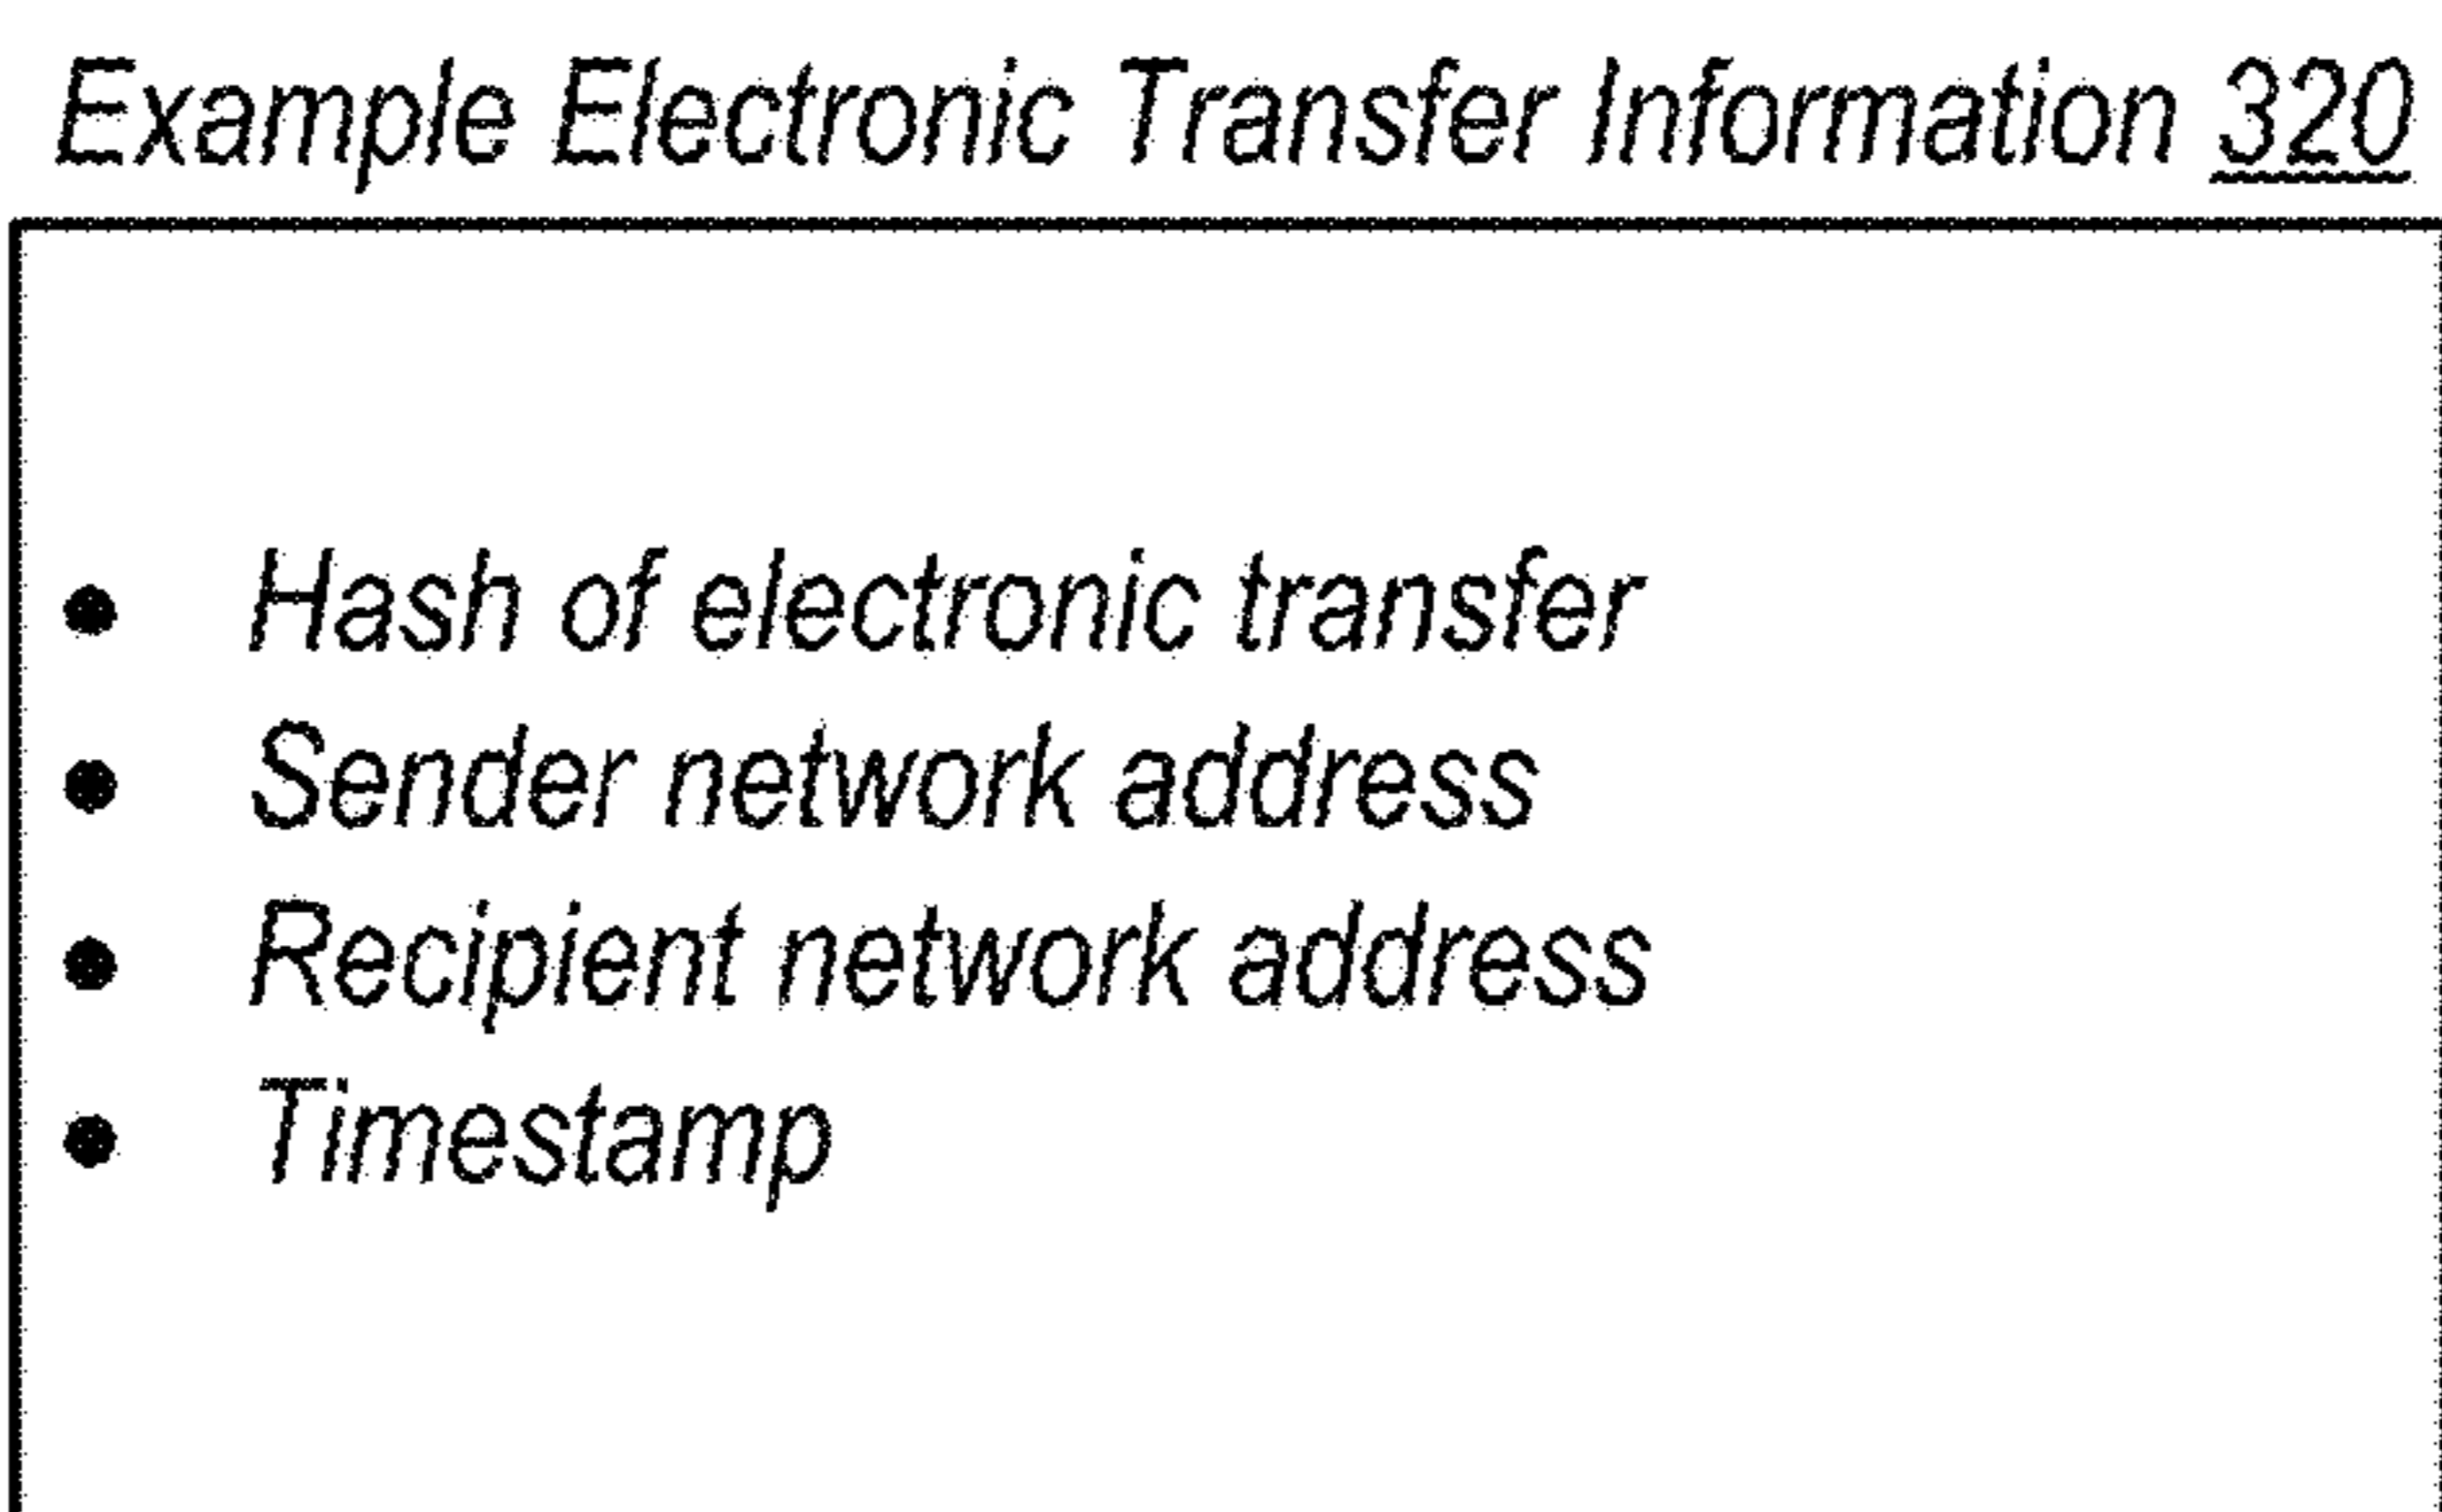 Example Electronic Transfer Information 320
• Hash of electronic transfer
• Sender network address
• Recipient network address
• Timestamp